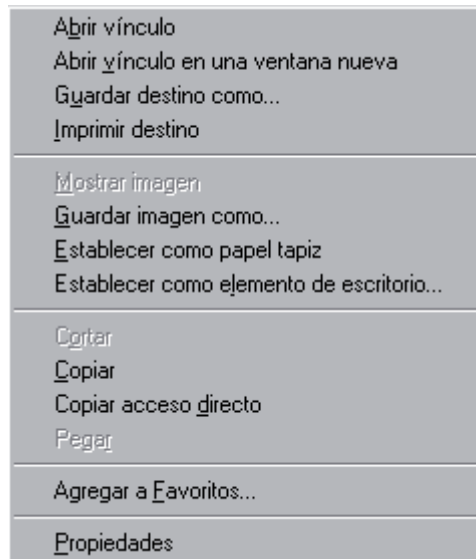 Abrir vínculo
Abrir vínculo en una ventana nueva
Guardar destino como...
Imprimir destino
Mostrar imagen
Guardar imagen como...
Establecer como papel tapiz
Establecer como elemento de escritorio...
Cortar
Copiar
Copiar acceso directo
Pegar
Agregar a Favoritos...
Propiedades